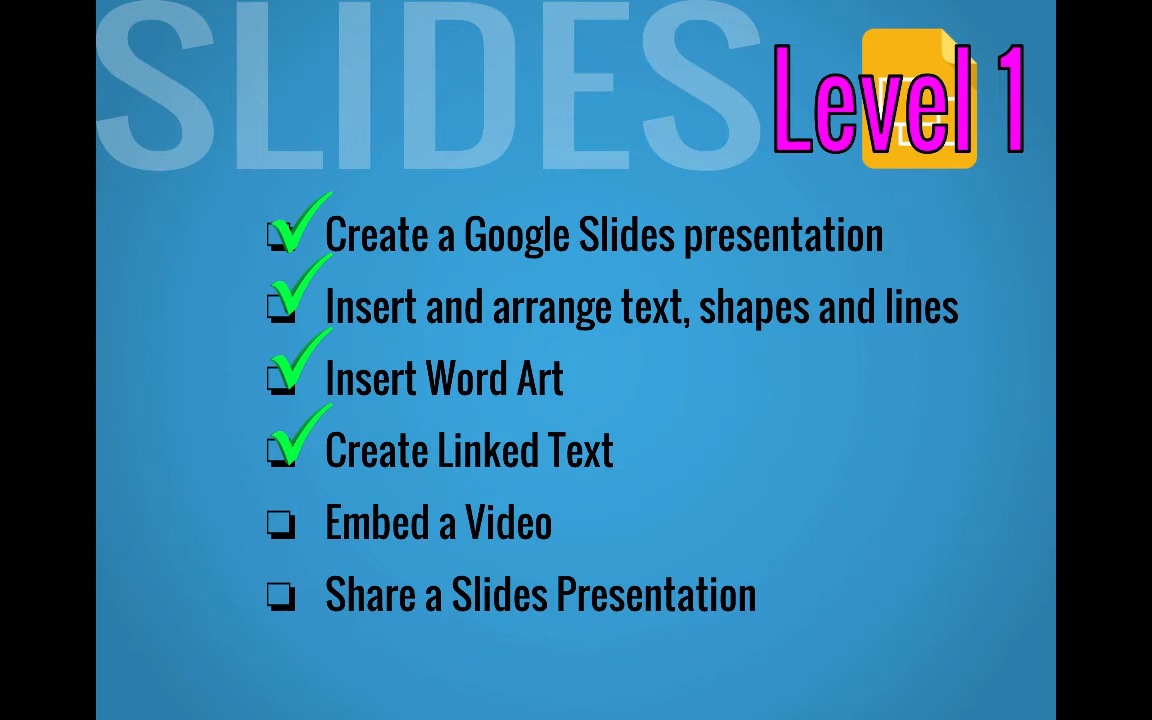 SLIDES
Level 1
Create a Google Slides presentation
Insert and arrange text, shapes and lines
Insert Word Art
Create Linked Text
Embed a Video
Share a Slides Presentation